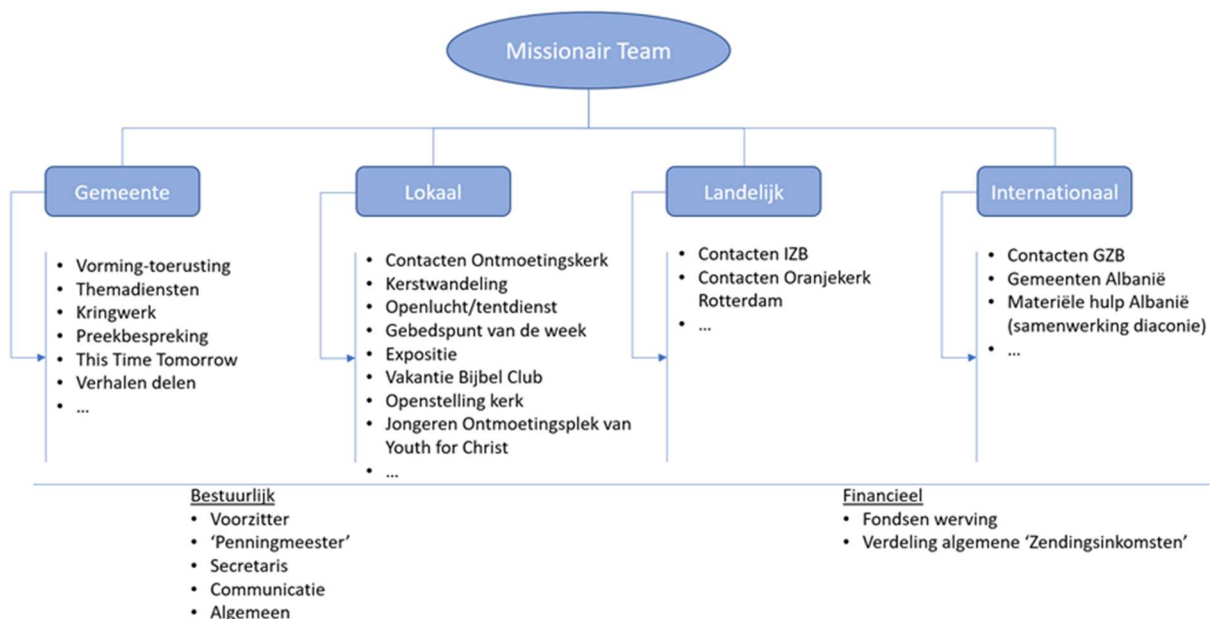 Missionair Team
Gemeente
• Vorming-toerusting
• Themadiensten
• Kringwerk
• Preekbespreking
• This Time Tomorrow
• Verhalen delen
• ...
Lokaal
• Contacten Ontmoetingskerk
• Kerstwandeling
• Openlucht/tentdienst
• Gebedspunt van de week
• Expositie
• Vakantie Bijbel Club
• Openstelling kerk
• Jongeren Ontmoetingsplek van
Youth for Christ
• ...
Landelijk
• Contacten IZB
• Contacten Oranjekerk
Rotterdam
• ...
Internationaal
• Contacten GZB
• Gemeenten Albanië
• Materiële hulp Albanië
(samenwerking diaconie)
• ...
Bestuurlijk
• Voorzitter
• ‘Penningmeester’
• Secretaris
• Communicatie
• Algemeen
Financieel
• Fondsen werving
• Verdeling algemene ‘Zendingsinkomsten’